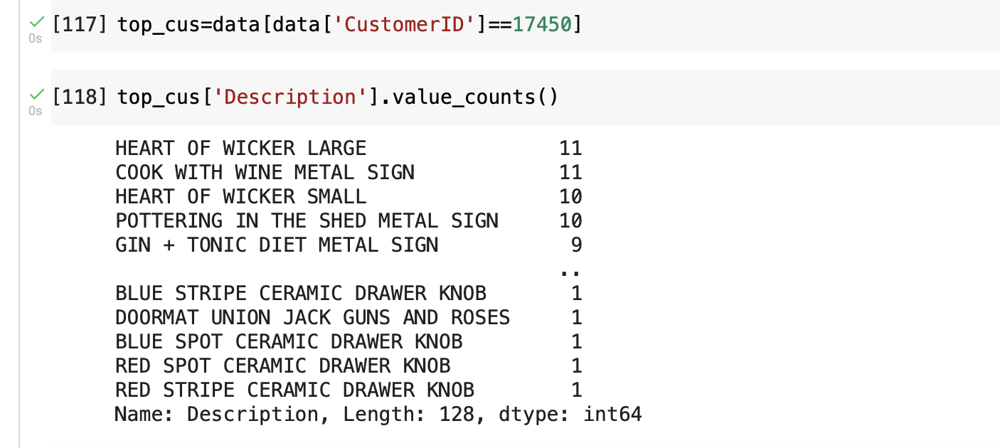 [117] top_cus=data[data['CustomerID']==17450]
0s
[118] top_cus['Description'].value_counts()
0s
HEART OF WICKER LARGE 11
COOK WITH WINE METAL SIGN 11
HEART OF WICKER SMALL 10
POTTERING IN THE SHED METAL SIGN 10
GIN + TONIC DIET METAL SIGN 9
..
BLUE STRIPE CERAMIC DRAWER KNOB 1
DOORMAT UNION JACK GUNS AND ROSES 1
BLUE SPOT CERAMIC DRAWER KNOB 1
RED SPOT CERAMIC DRAWER KNOB 1
RED STRIPE CERAMIC DRAWER KNOB 1
Name: Description, Length: 128, dtype: int64